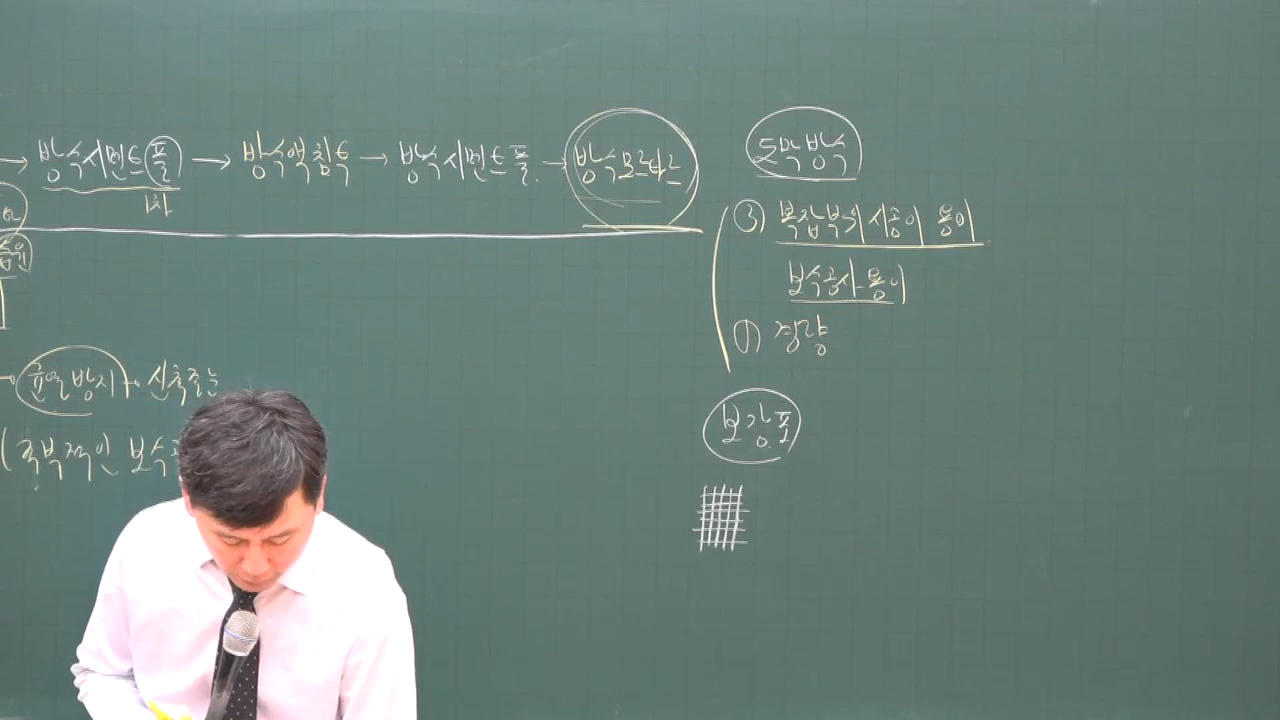 → 방수시멘트풀 → 방수액침투 → 방수시멘트풀 → 방수모르타르
1차
균열방지 신축줄눈
(국부적인 보수
도막방수
③ 복잡부위 시공이 용이
보수공사 용이
① 경량
보강포